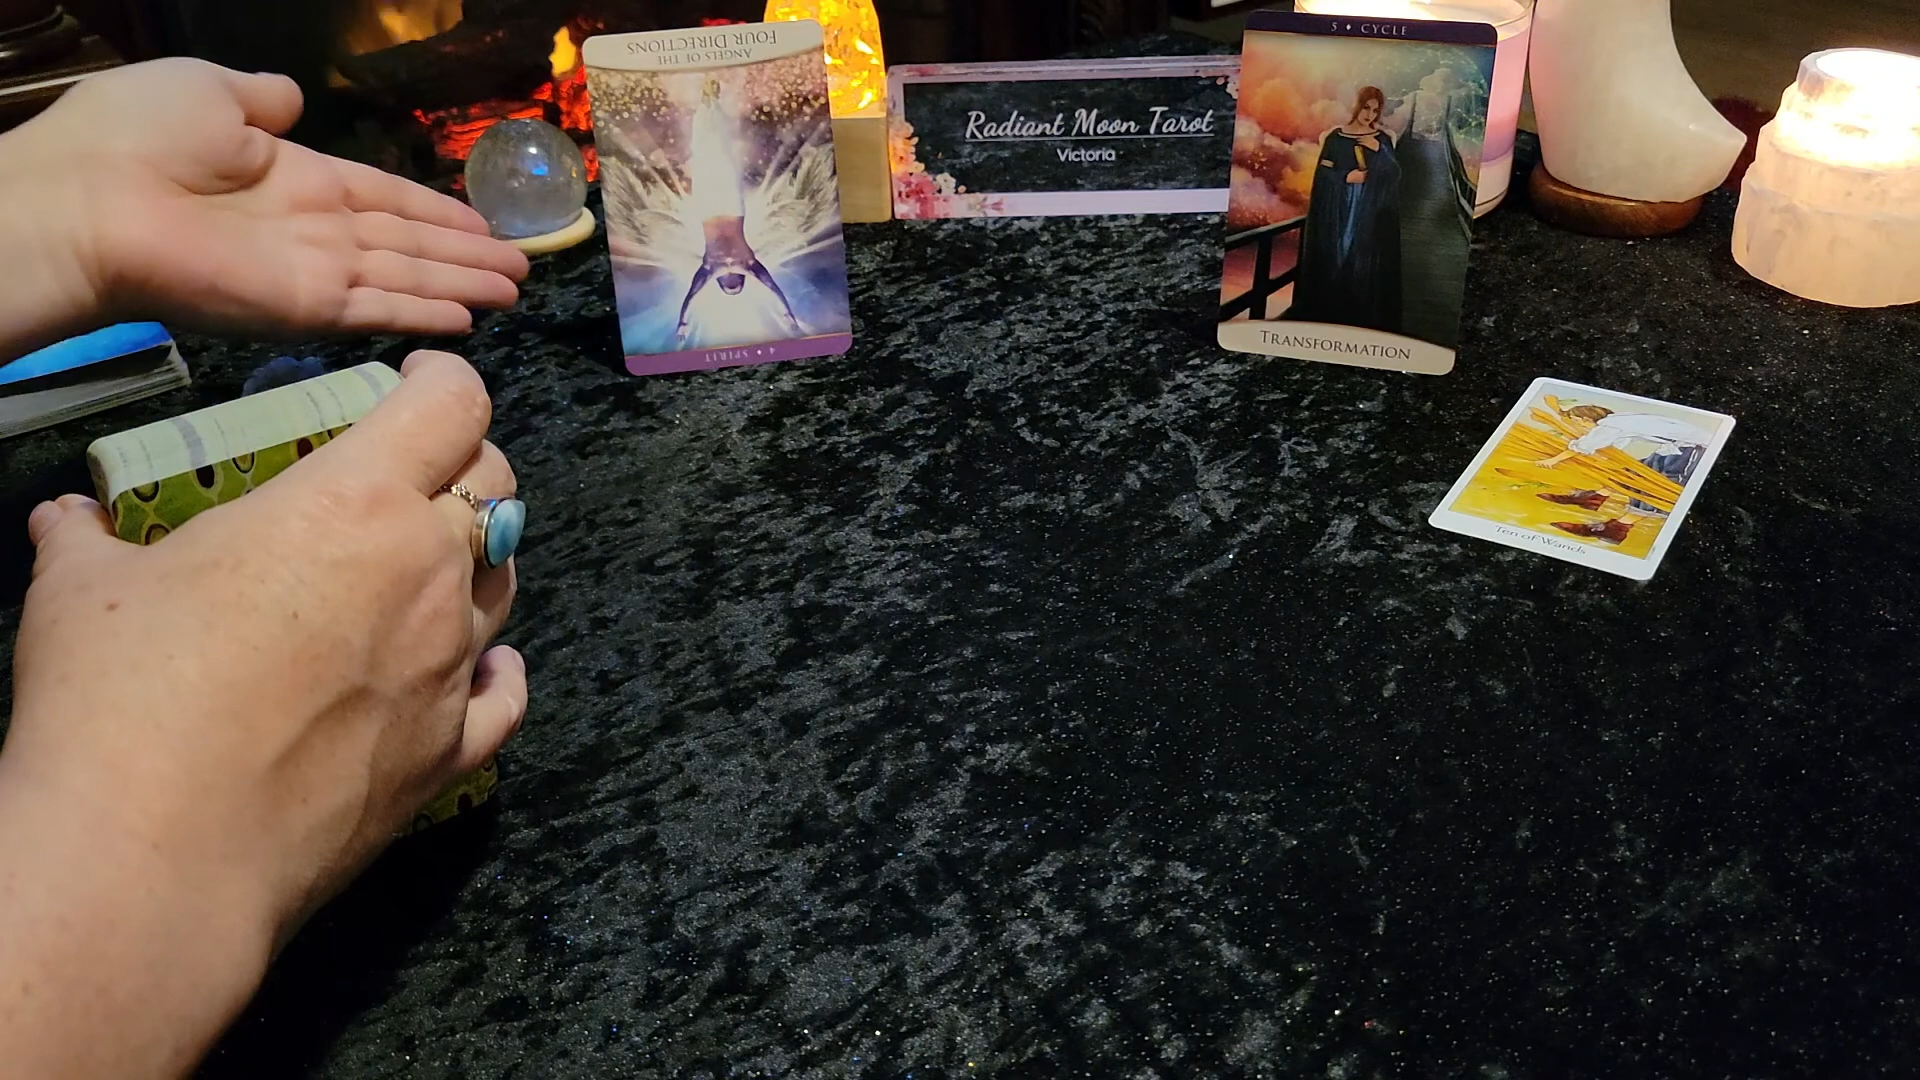 ANGELS OF THE
FOUR DIRECTIONS
4 ♦ SPIRIT
Radiant Moon Tarot
Victoria
5 ♦ CYCLE
TRANSFORMATION
Ten of Wands